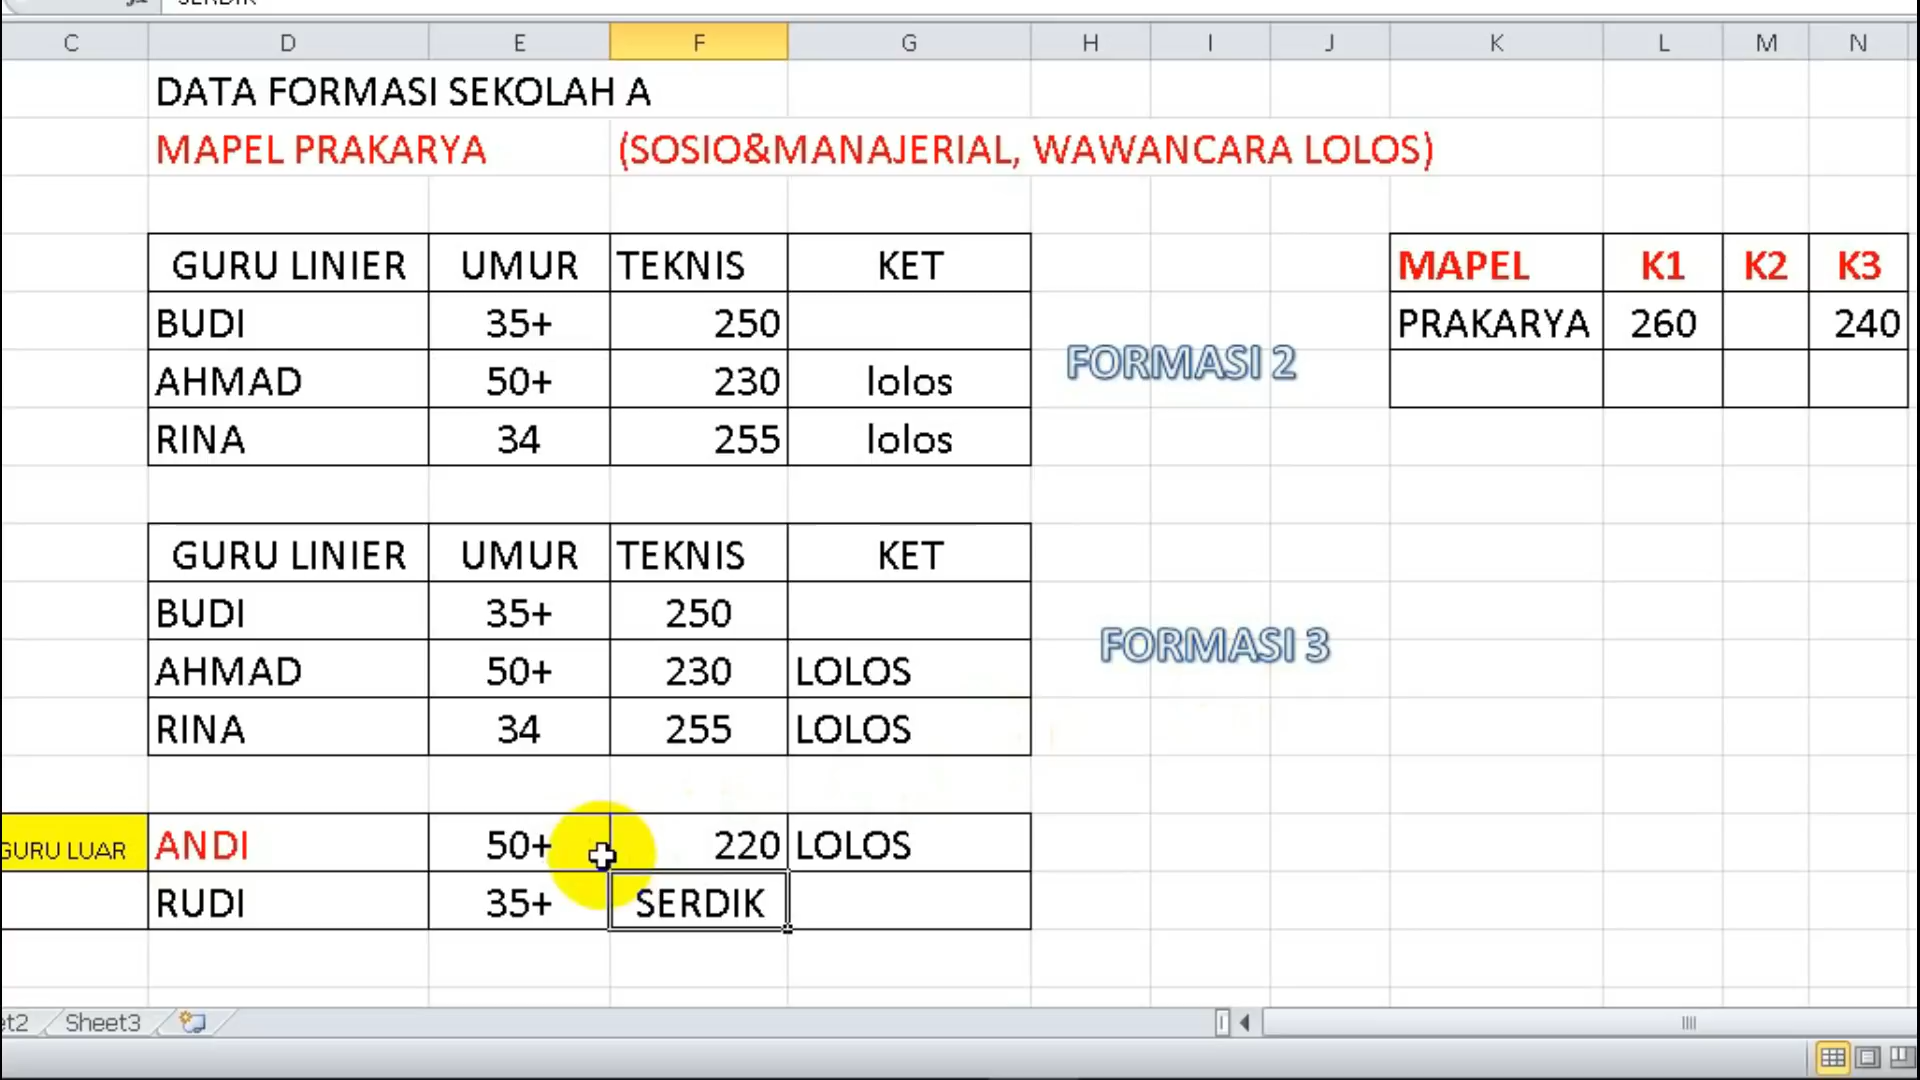 SERDIK
C D E F G H I J K L M N
DATA FORMASI SEKOLAH A
MAPEL PRAKARYA (SOSIO&MANAJERIAL, WAWANCARA LOLOS)
GURU LINIER UMUR TEKNIS KET MAPEL K1 K2 K3
BUDI 35+ 250 PRAKARYA 260 240
FORMASI 2
AHMAD 50+ 230 lolos
RINA 34 255 lolos
GURU LINIER UMUR TEKNIS KET
BUDI 35+ 250
FORMASI 3
AHMAD 50+ 230 LOLOS
RINA 34 255 LOLOS
GURU LUAR ANDI 50+ 220 LOLOS
RUDI 35+ SERDIK
et2 Sheet3